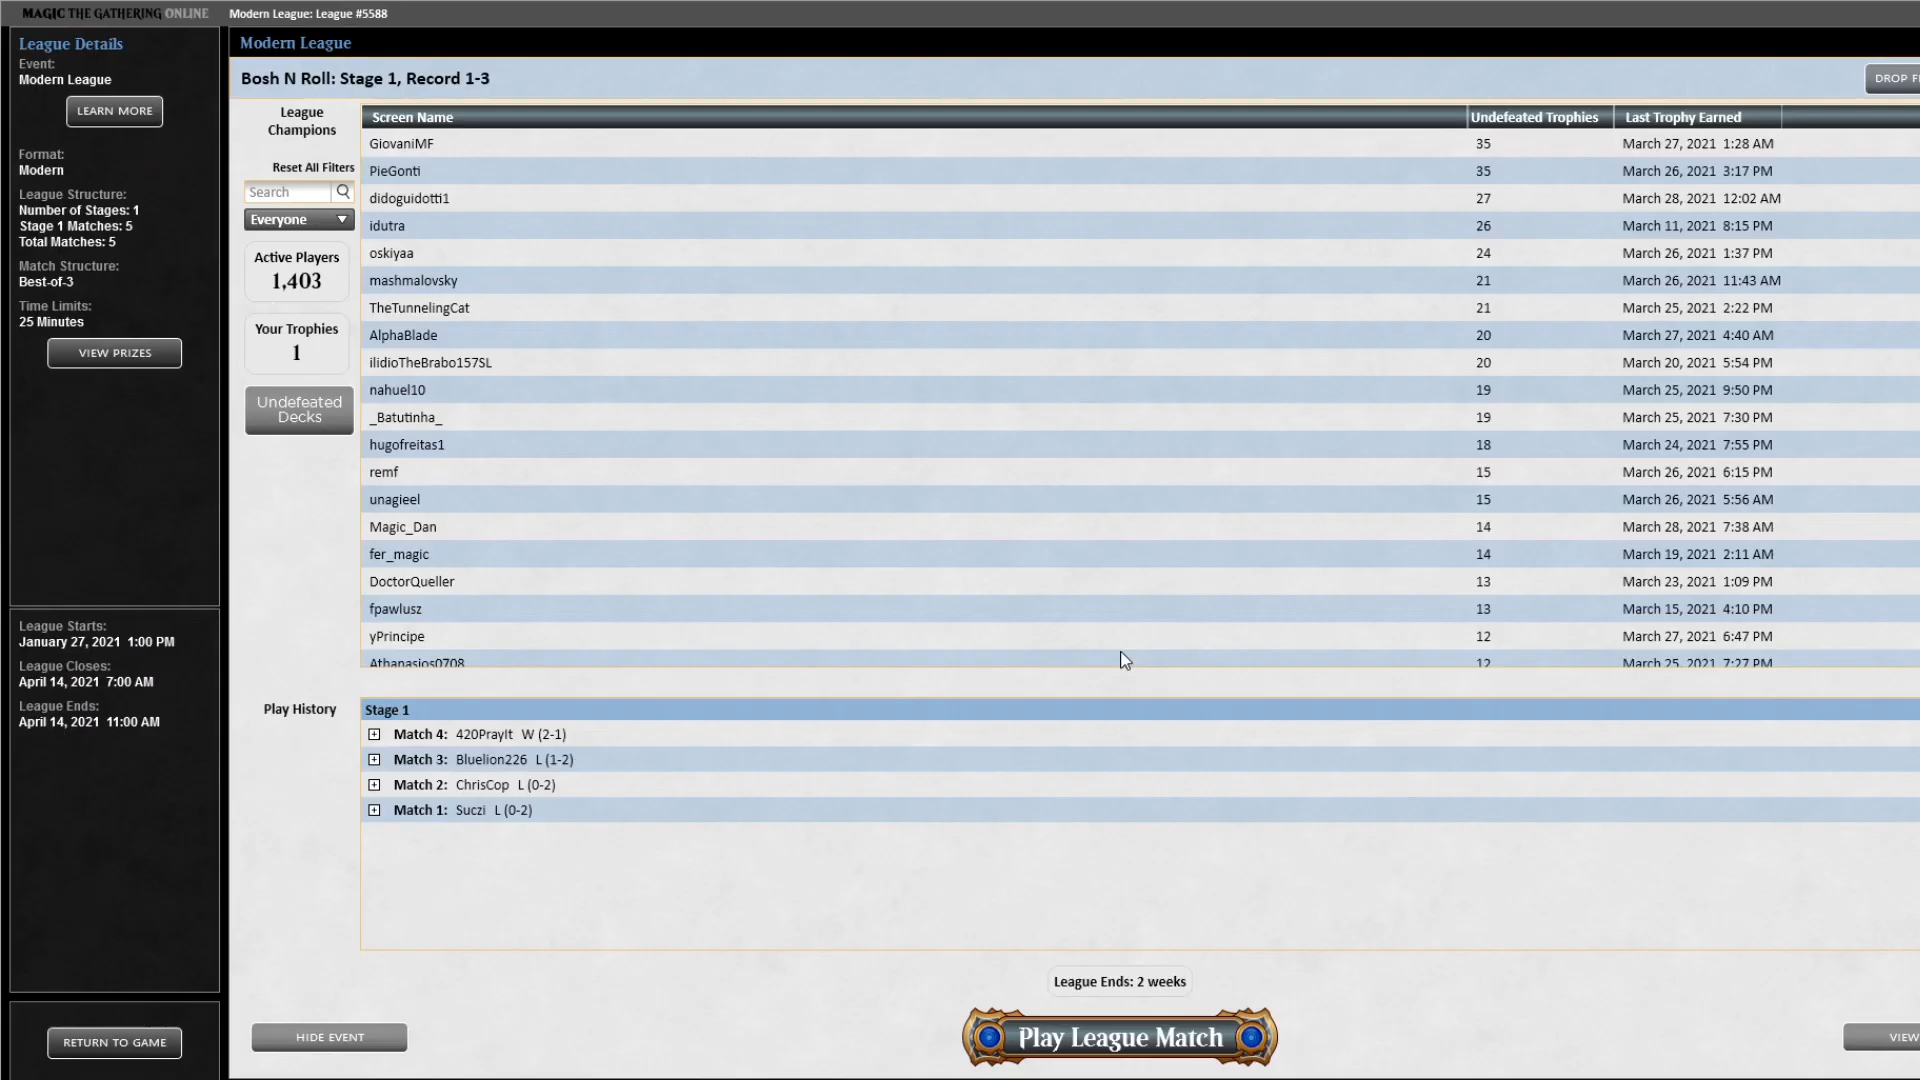 MAGIC THE GATHERING ONLINE
Modern League: League #5588
League Details
Event:
Modern League
LEARN MORE
Format:
Modern
League Structure:
Number of Stages: 1
Stage 1 Matches: 5
Total Matches: 5
Match Structure:
Best-of-3
Time Limits:
25 Minutes
VIEW PRIZES
League Starts:
January 27, 2021 1:00 PM
League Closes:
April 14, 2021 7:00 AM
League Ends:
April 14, 2021 11:00 AM
RETURN TO GAME
Modern League
Bosh N Roll: Stage 1, Record 1-3
DROP F
League
Champions
Reset All Filters
Search
Everyone
Active Players
1,403
Your Trophies
1
Undefeated
Decks
Screen Name Undefeated Trophies Last Trophy Earned
GiovaniMF 35 March 27, 2021 1:28 AM
PieGonti 35 March 26, 2021 3:17 PM
didoguidotti1 27 March 28, 2021 12:02 AM
idutra 26 March 11, 2021 8:15 PM
oskiyaa 24 March 26, 2021 1:37 PM
mashmalovsky 21 March 26, 2021 11:43 AM
TheTunnelingCat 21 March 25, 2021 2:22 PM
AlphaBlade 20 March 27, 2021 4:40 AM
ilidioTheBrabo157SL 20 March 20, 2021 5:54 PM
nahuel10 19 March 25, 2021 9:50 PM
_Batutinha_ 19 March 25, 2021 7:30 PM
hugofreitas1 18 March 24, 2021 7:55 PM
remf 15 March 26, 2021 6:15 PM
unagieel 15 March 26, 2021 5:56 AM
Magic_Dan 14 March 28, 2021 7:38 AM
fer_magic 14 March 19, 2021 2:11 AM
DoctorQueller 13 March 23, 2021 1:09 PM
fpawlusz 13 March 15, 2021 4:10 PM
yPrincipe 12 March 27, 2021 6:47 PM
Athanasios0708 12 March 25, 2021 7:27 PM
Play History
Stage 1
Match 4: 420PrayIt W (2-1)
Match 3: Bluelion226 L (1-2)
Match 2: ChrisCop L (0-2)
Match 1: Suczi L (0-2)
League Ends: 2 weeks
HIDE EVENT
Play League Match
VIEW